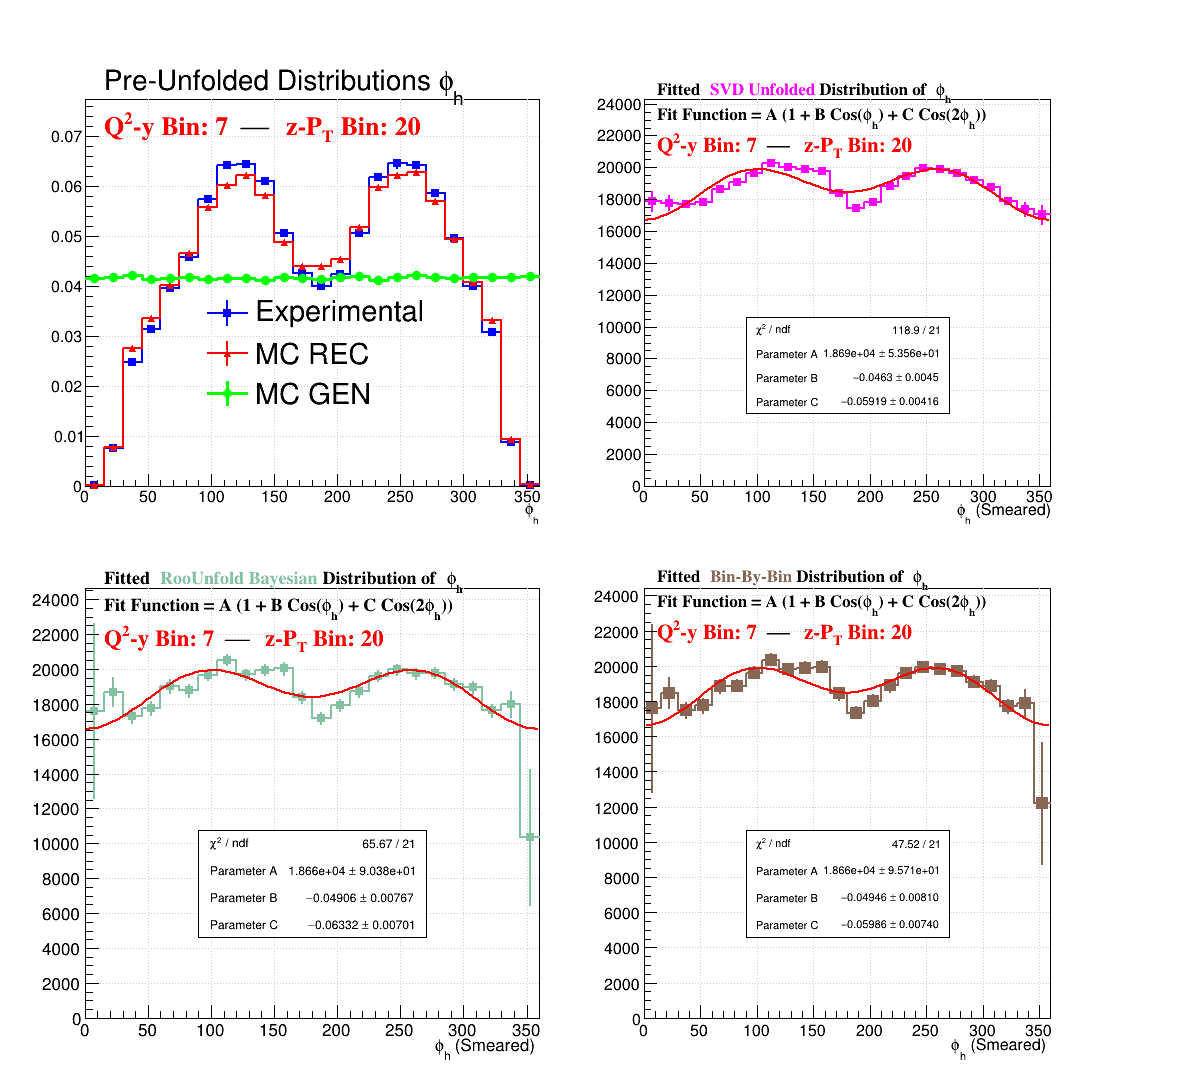 Pre-Unfolded Distributions ϕh
Q2-y Bin: 7 — z-PT Bin: 20
0.07
0.06
0.05
0.04
0.03
0.02
0.01
0
Experimental
MC REC
MC GEN
0 50 100 150 200 250 300 350
ϕh
Fitted SVD Unfolded Distribution of ϕh
Fit Function = A (1 + B Cos(ϕh) + C Cos(2ϕh))
Q2-y Bin: 7 — z-PT Bin: 20
24000
22000
20000
18000
16000
14000
12000
10000
8000
6000
4000
2000
0
χ2 / ndf 118.9 / 21
Parameter A 1.869e+04 ± 5.356e+01
Parameter B −0.0463 ± 0.0045
Parameter C −0.05919 ± 0.00416
0 50 100 150 200 250 300 350
ϕh (Smeared)
Fitted RooUnfold Bayesian Distribution of ϕh
Fit Function = A (1 + B Cos(ϕh) + C Cos(2ϕh))
Q2-y Bin: 7 — z-PT Bin: 20
24000
22000
20000
18000
16000
14000
12000
10000
8000
6000
4000
2000
0
χ2 / ndf 65.67 / 21
Parameter A 1.866e+04 ± 9.038e+01
Parameter B −0.04906 ± 0.00767
Parameter C −0.06332 ± 0.00701
0 50 100 150 200 250 300 350
ϕh (Smeared)
Fitted Bin-By-Bin Distribution of ϕh
Fit Function = A (1 + B Cos(ϕh) + C Cos(2ϕh))
Q2-y Bin: 7 — z-PT Bin: 20
24000
22000
20000
18000
16000
14000
12000
10000
8000
6000
4000
2000
0
χ2 / ndf 47.52 / 21
Parameter A 1.866e+04 ± 9.571e+01
Parameter B −0.04946 ± 0.00810
Parameter C −0.05986 ± 0.00740
0 50 100 150 200 250 300 350
ϕh (Smeared)